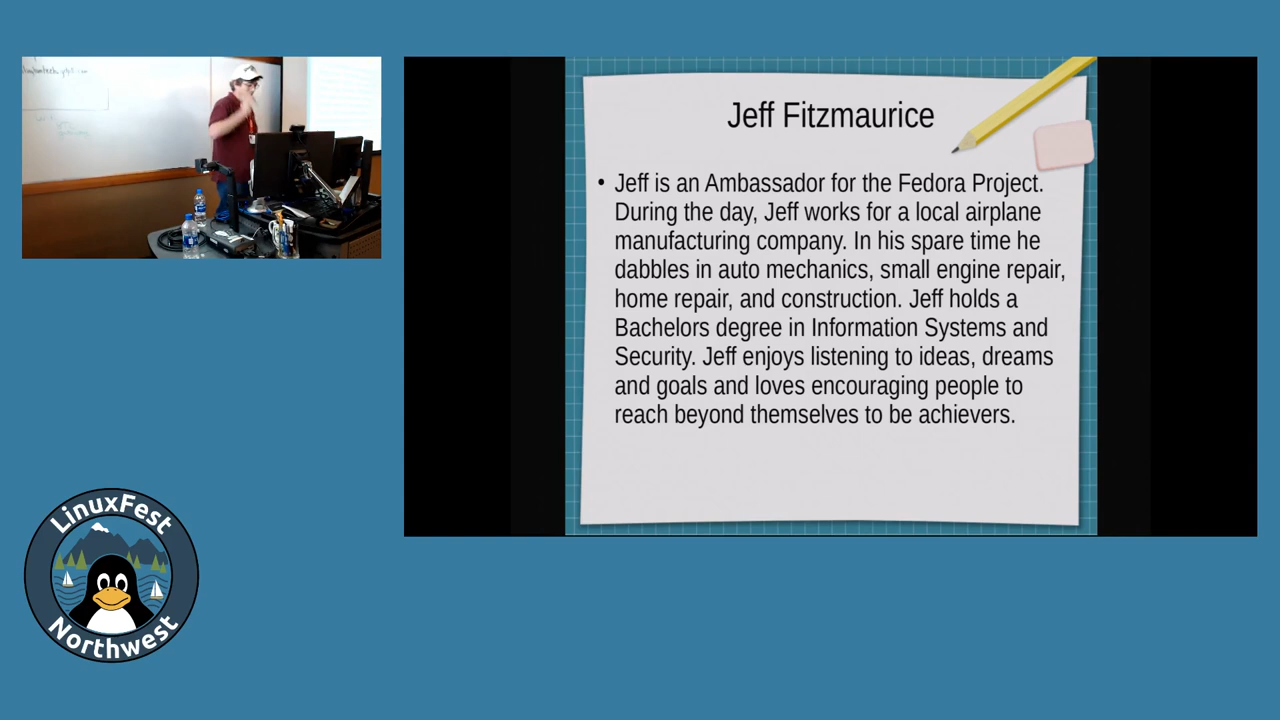 Jeff Fitzmaurice
• Jeff is an Ambassador for the Fedora Project.
During the day, Jeff works for a local airplane
manufacturing company. In his spare time he
dabbles in auto mechanics, small engine repair,
home repair, and construction. Jeff holds a
Bachelors degree in Information Systems and
Security. Jeff enjoys listening to ideas, dreams
and goals and loves encouraging people to
reach beyond themselves to be achievers.
LinuxFest
Northwest